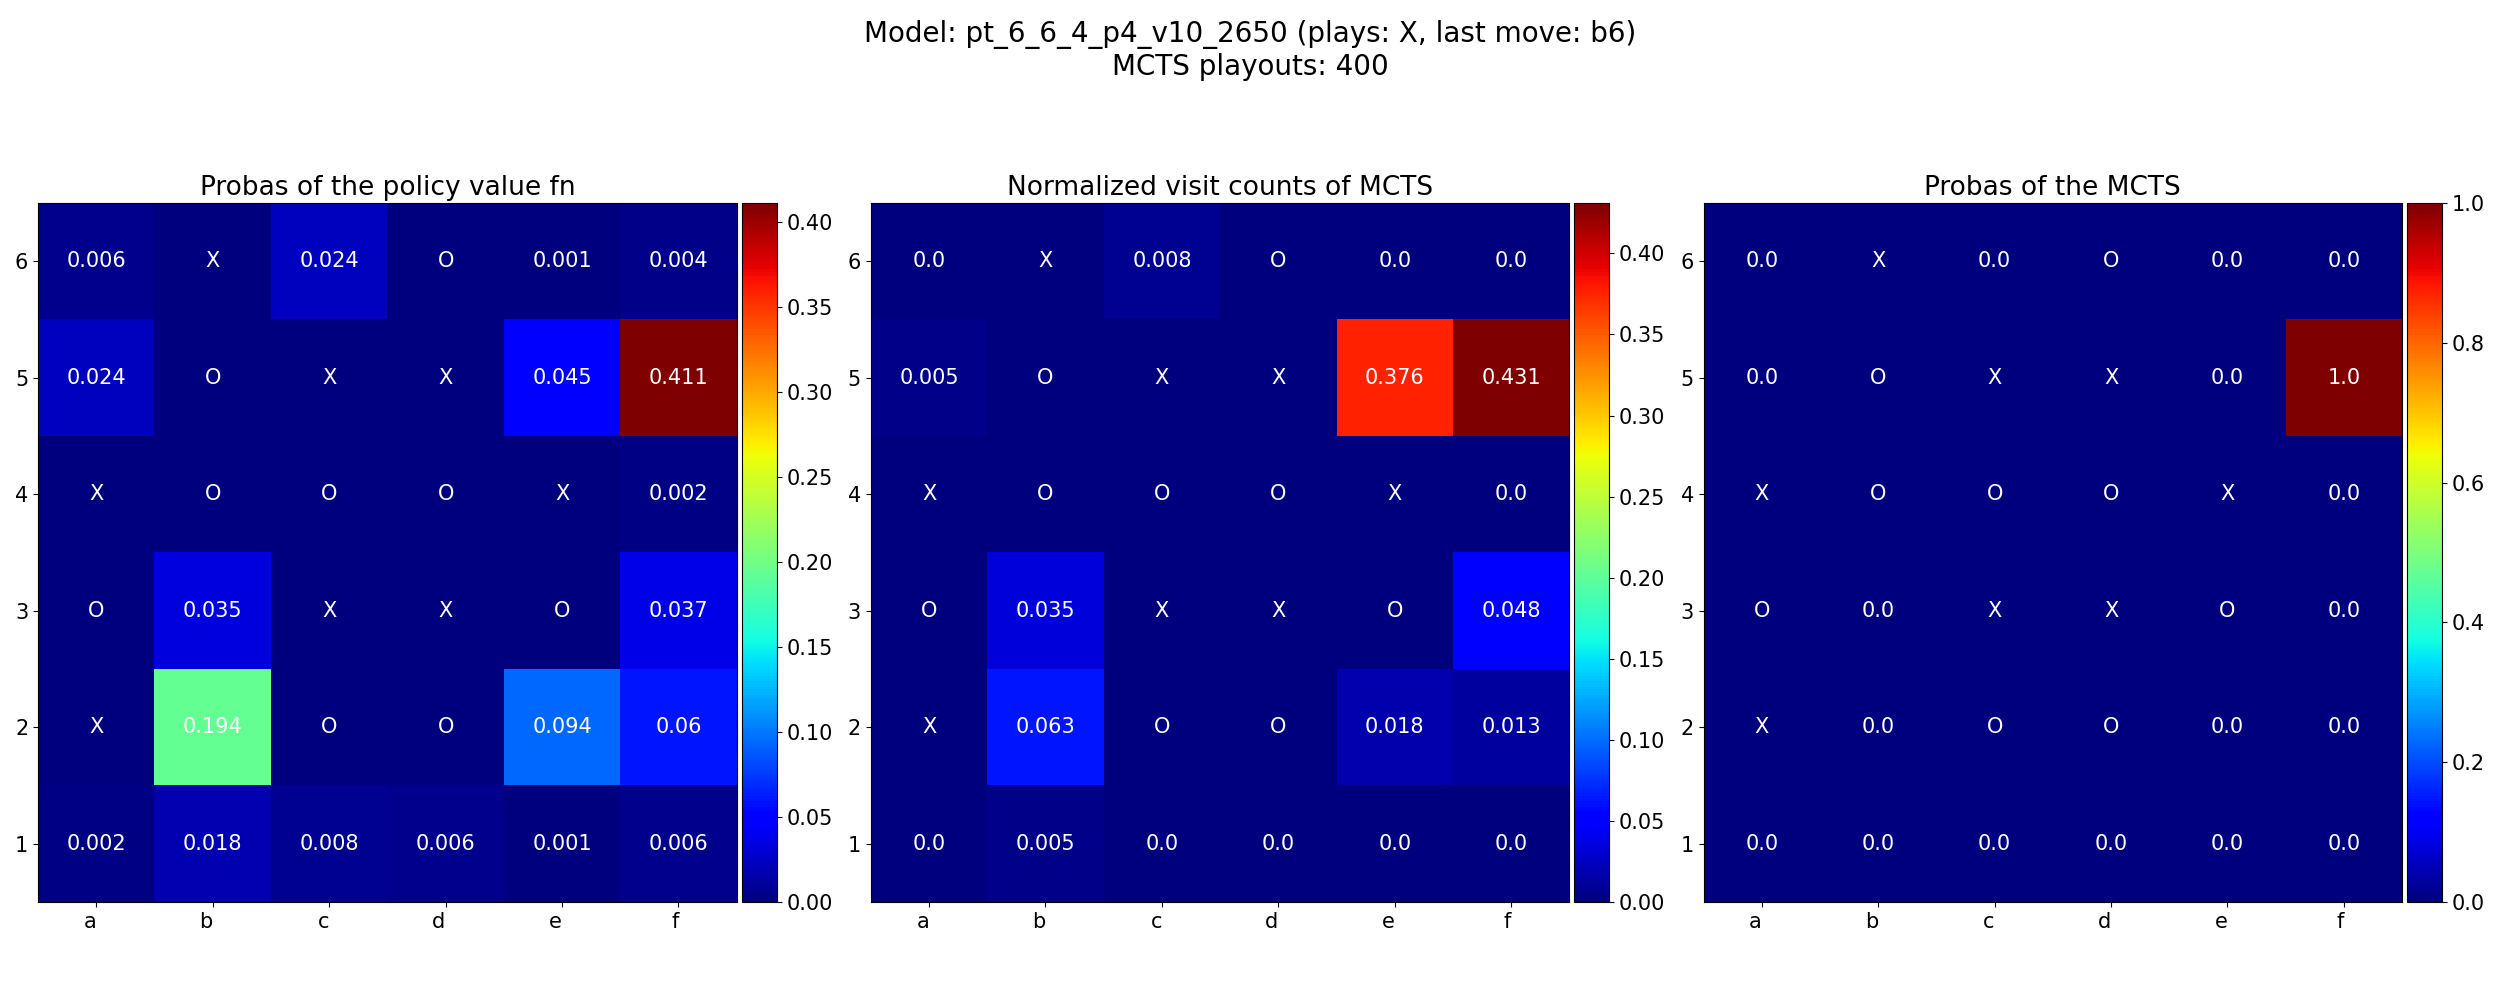 Model: pt_6_6_4_p4_v10_2650 (plays: X, last move: b6)
MCTS playouts: 400
Probas of the policy value fn
6 0.006 X 0.024 O 0.001 0.004
5 0.024 O X X 0.045 0.411
4 X O O O X 0.002
3 O 0.035 X X O 0.037
2 X 0.194 O O 0.094 0.06
1 0.002 0.018 0.008 0.006 0.001 0.006
a b c d e f
0.40
0.35
0.30
0.25
0.20
0.15
0.10
0.05
0.00
Normalized visit counts of MCTS
6 0.0 X 0.008 O 0.0 0.0
5 0.005 O X X 0.376 0.431
4 X O O O X 0.0
3 O 0.035 X X O 0.048
2 X 0.063 O O 0.018 0.013
1 0.0 0.005 0.0 0.0 0.0 0.0
a b c d e f
0.40
0.35
0.30
0.25
0.20
0.15
0.10
0.05
0.00
Probas of the MCTS
6 0.0 X 0.0 O 0.0 0.0
5 0.0 O X X 0.0 1.0
4 X O O O X 0.0
3 O 0.0 X X O 0.0
2 X 0.0 O O 0.0 0.0
1 0.0 0.0 0.0 0.0 0.0 0.0
a b c d e f
1.0
0.8
0.6
0.4
0.2
0.0